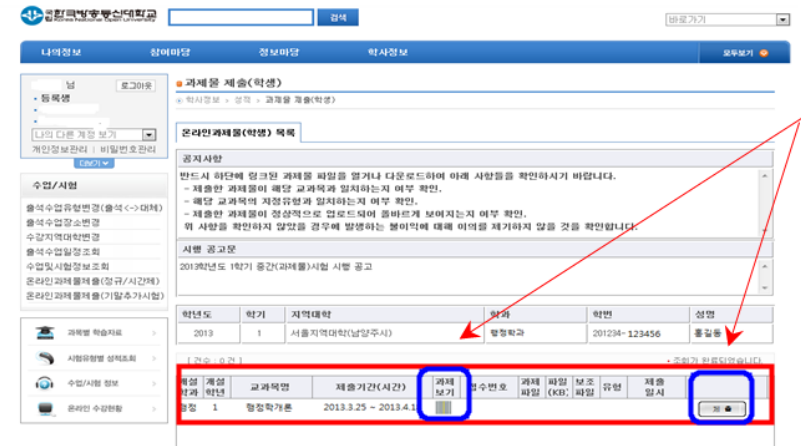 한국방송통신대학교
Korea National Open University
검색
바로가기
나의정보 참여마당 정보마당 학사정보 모두보기
님 로그아웃
등록생
나의 다른 계정 보기
개인정보관리 | 비밀번호관리
더보기
수업/시험
출석수업유형변경(출석<->대체)
출석수업장소변경
수강지역대학변경
출석수업일정조회
수업및시험정보조회
온라인과제물제출(정규/시간제)
온라인과제물제출(기말추가시험)
과목별 학습자료
시험유형별 성적조회
수업/시험 정보
온라인 수강현황
과제물 제출(학생)
학사정보 > 성적 > 과제물 제출(학생)
온라인과제물(학생) 목록
공지사항
반드시 하단에 링크된 과제물 파일을 열거나 다운로드하여 아래 사항들을 확인하시기 바랍니다.
- 제출한 과제물이 해당 교과목과 일치하는지 여부 확인.
- 해당 교과목의 지정유형과 일치하는지 여부 확인.
- 제출한 과제물이 정상적으로 업로드되어 올바르게 보여지는지 여부 확인.
위 사항을 확인하지 않았을 경우에 발생하는 불이익에 대해 이의를 제기하지 않을 것을 확인합니다.
시행 공고문
2013학년도 1학기 중간(과제물)시험 시행 공고
학년도 학기 지역대학 학과 학번 성명
2013 1 서울지역대학(남양주시) 행정학과 201234-123456 홍길동
[ 건수 : 0건 ] 조회가 완료되었습니다.
개설학과 개설학년 교과목명 제출기간(시간) 과제보기 접수번호 과제파일 파일(KB) 보조파일 유형 제출일시
행정 1 행정학개론 2013.3.25 ~ 2013.4.1 제 출